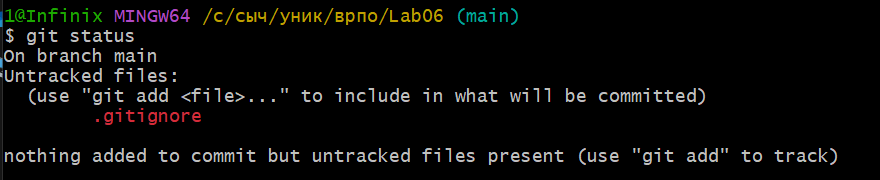 1@Infinix MINGW64 /c/сыч/уник/врпо/Lab06 (main)
$ git status
On branch main
Untracked files:
  (use "git add <file>..." to include in what will be committed)
        .gitignore

nothing added to commit but untracked files present (use "git add" to track)